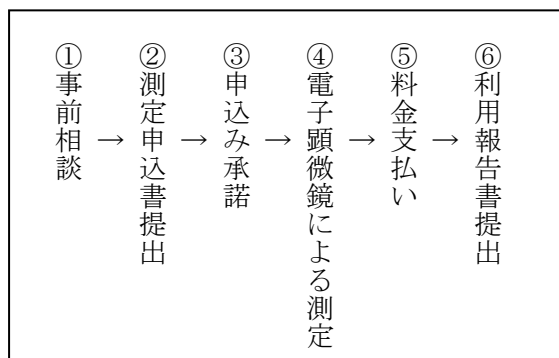 ①事前相談
→
②測定申込書提出
→
③申込み承諾
→
④電子顕微鏡による測定
→
⑤料金支払い
→
⑥利用報告書提出